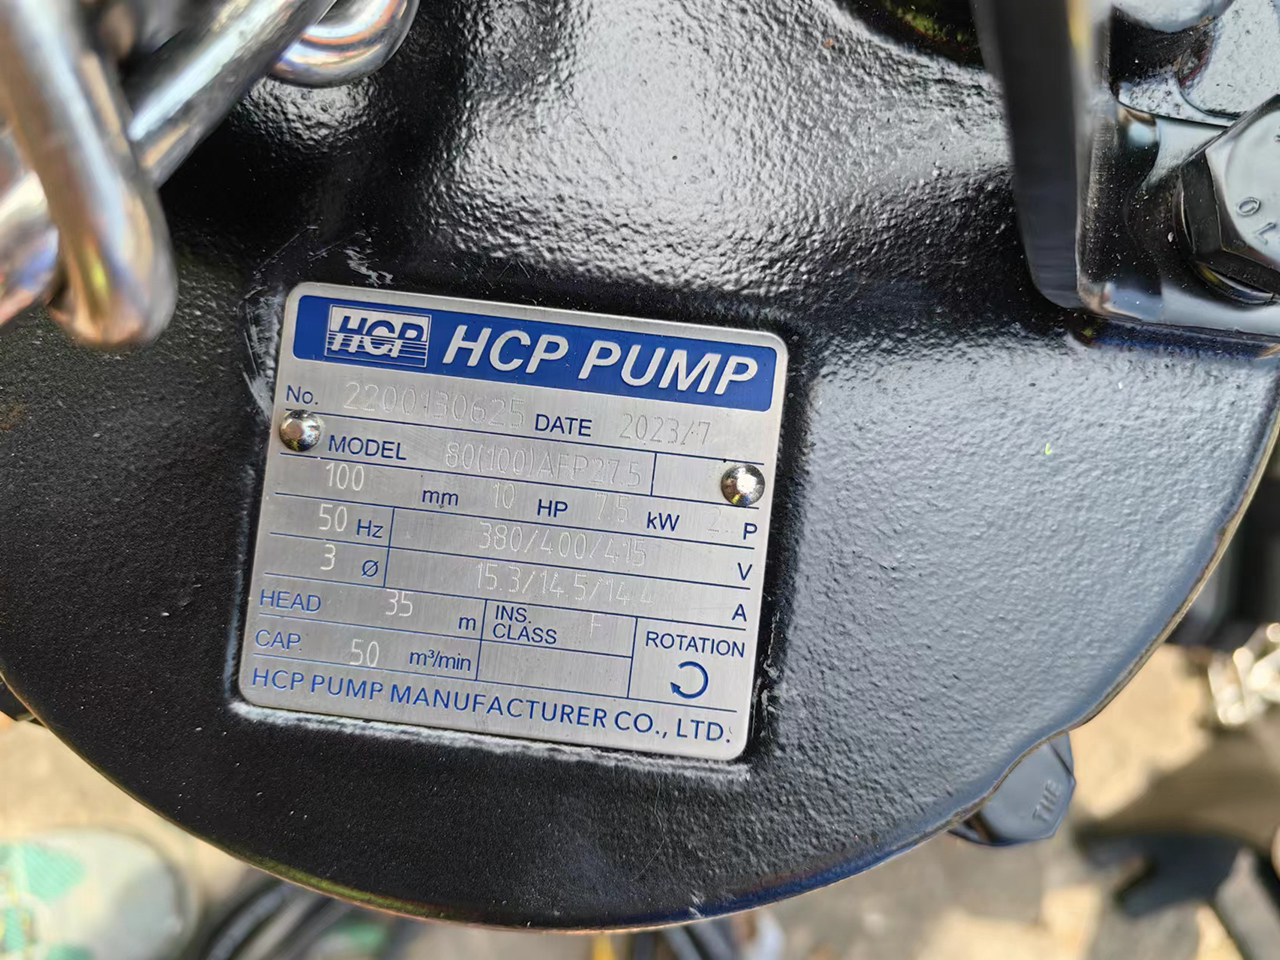 HCP HCP PUMP
No. 2200130625 DATE 2023/7
MODEL 80(100)AFP27.5
100 mm 10 HP 7.5 kW 2 P
50 Hz 380/400/415 V
3 Ø 15.3/14.5/14.4 A
HEAD 35 m INS. CLASS F ROTATION
CAP. 50 m³/min
HCP PUMP MANUFACTURER CO., LTD.
THE